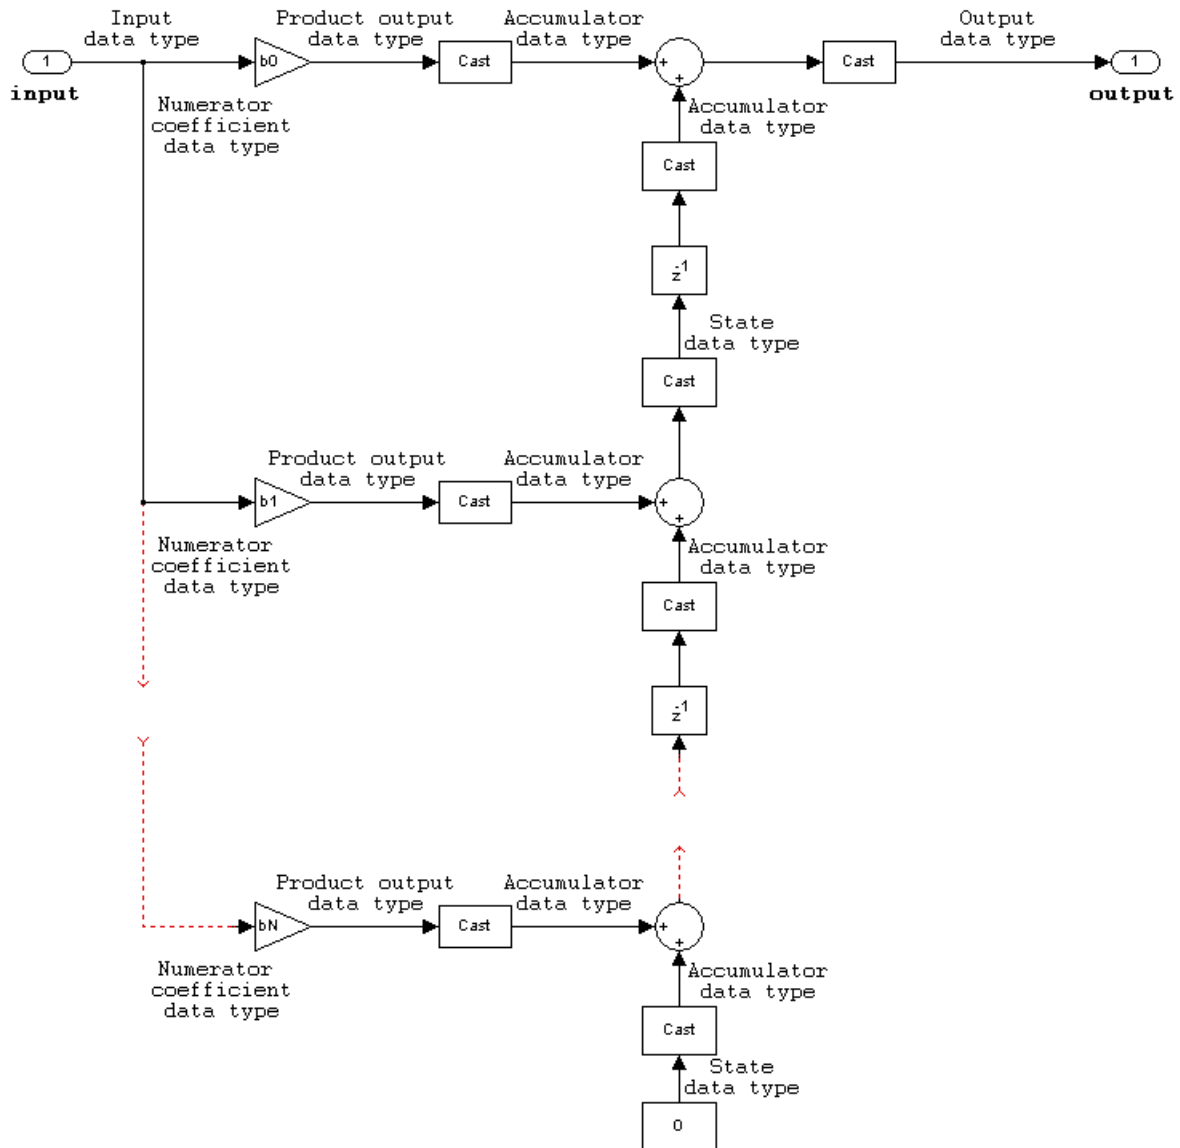 Input
data type
Product output
data type
Accumulator
data type
Output
data type
1
b0
Cast
+
+
Cast
1
input
output
Numerator
coefficient
data type
Accumulator
data type
Cast
z-1
State
data type
Cast
Product output
data type
Accumulator
data type
b1
Cast
+
+
Numerator
coefficient
data type
Accumulator
data type
Cast
z-1
Product output
data type
Accumulator
data type
bN
Cast
+
+
Numerator
coefficient
data type
Accumulator
data type
Cast
State
data type
0